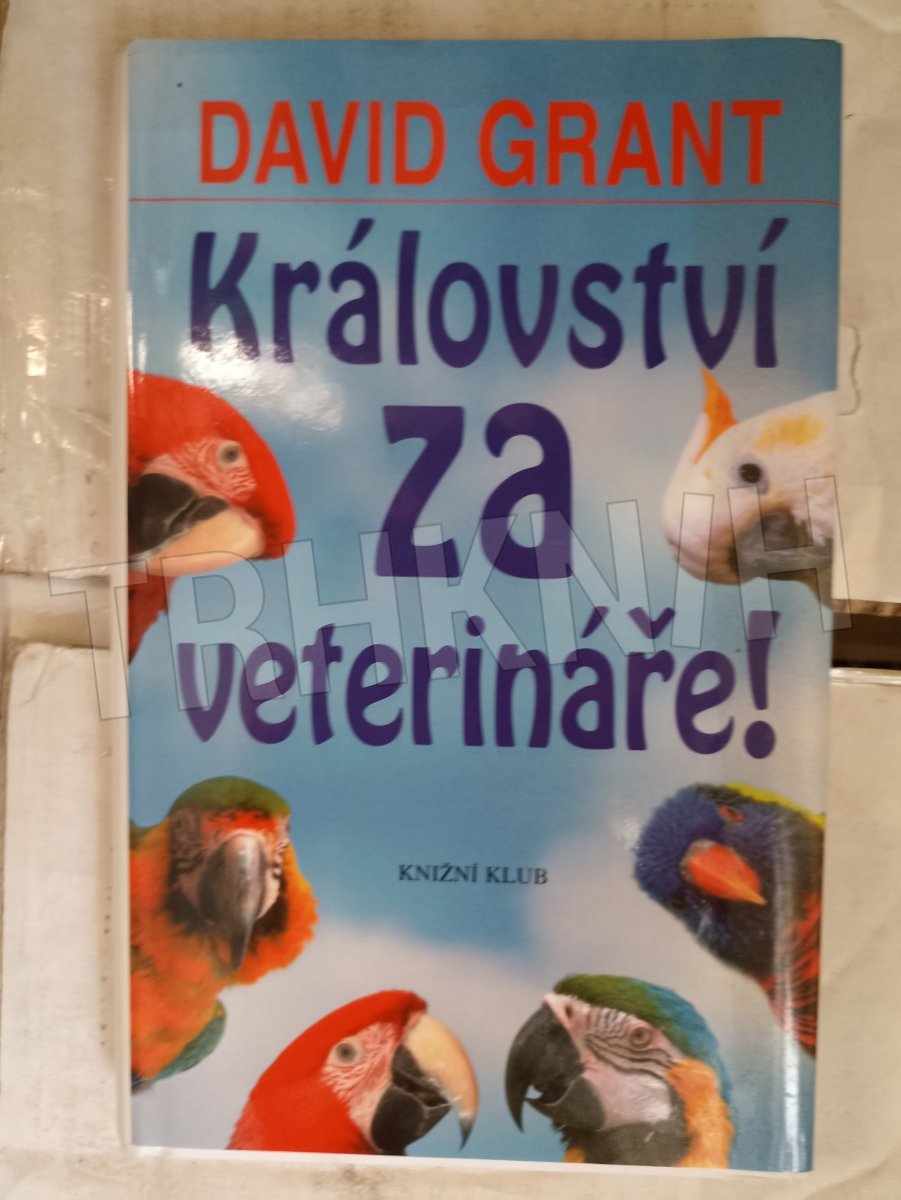 DAVID GRANT
Království
za
veterináře!
KNIŽNÍ KLUB
TRHKNIH